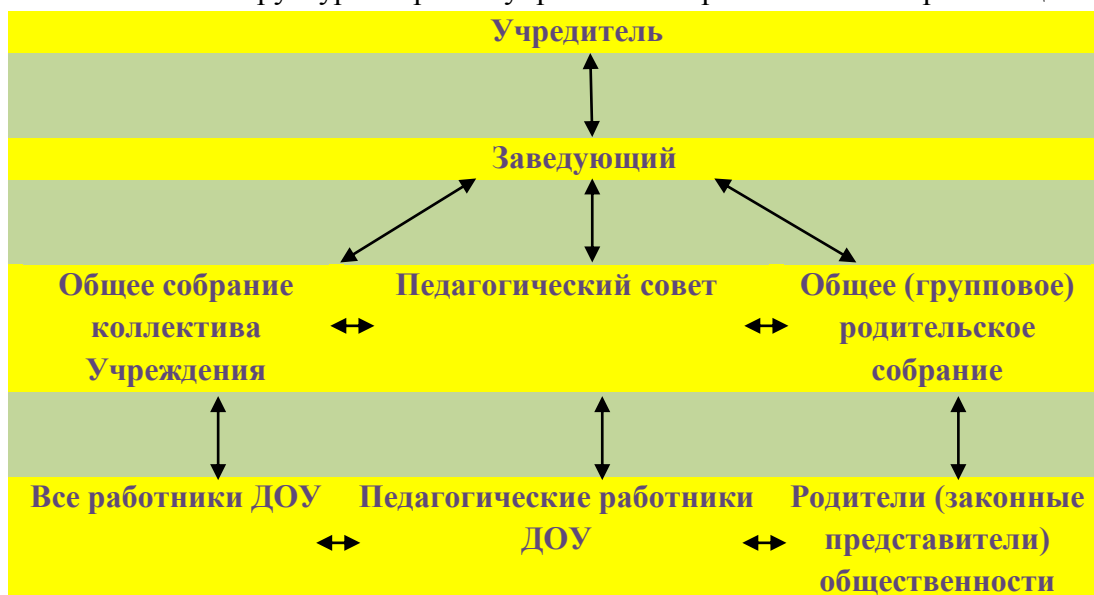 Учредитель
Заведующий
Общее собрание
коллектива
Учреждения
Педагогический совет
Общее (групповое)
родительское
собрание
Все работники ДОУ
Педагогические работники
ДОУ
Родители (законные
представители)
общественности